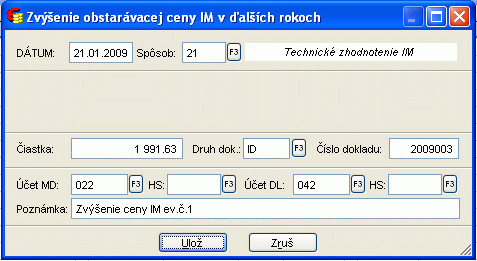 Zvýšenie obstarávacej ceny IM v ďalších rokoch
DÁTUM: 21.01.2009 Spôsob: 21 F3 Technické zhodnotenie IM
Čiastka: 1 991.63 Druh dok.: ID F3 Číslo dokladu: 2009003
Účet MD: 022 F3 HS: F3 Účet DL: 042 F3 HS: F3
Poznámka: Zvýšenie ceny IM ev.č.1
Ulož Zruš